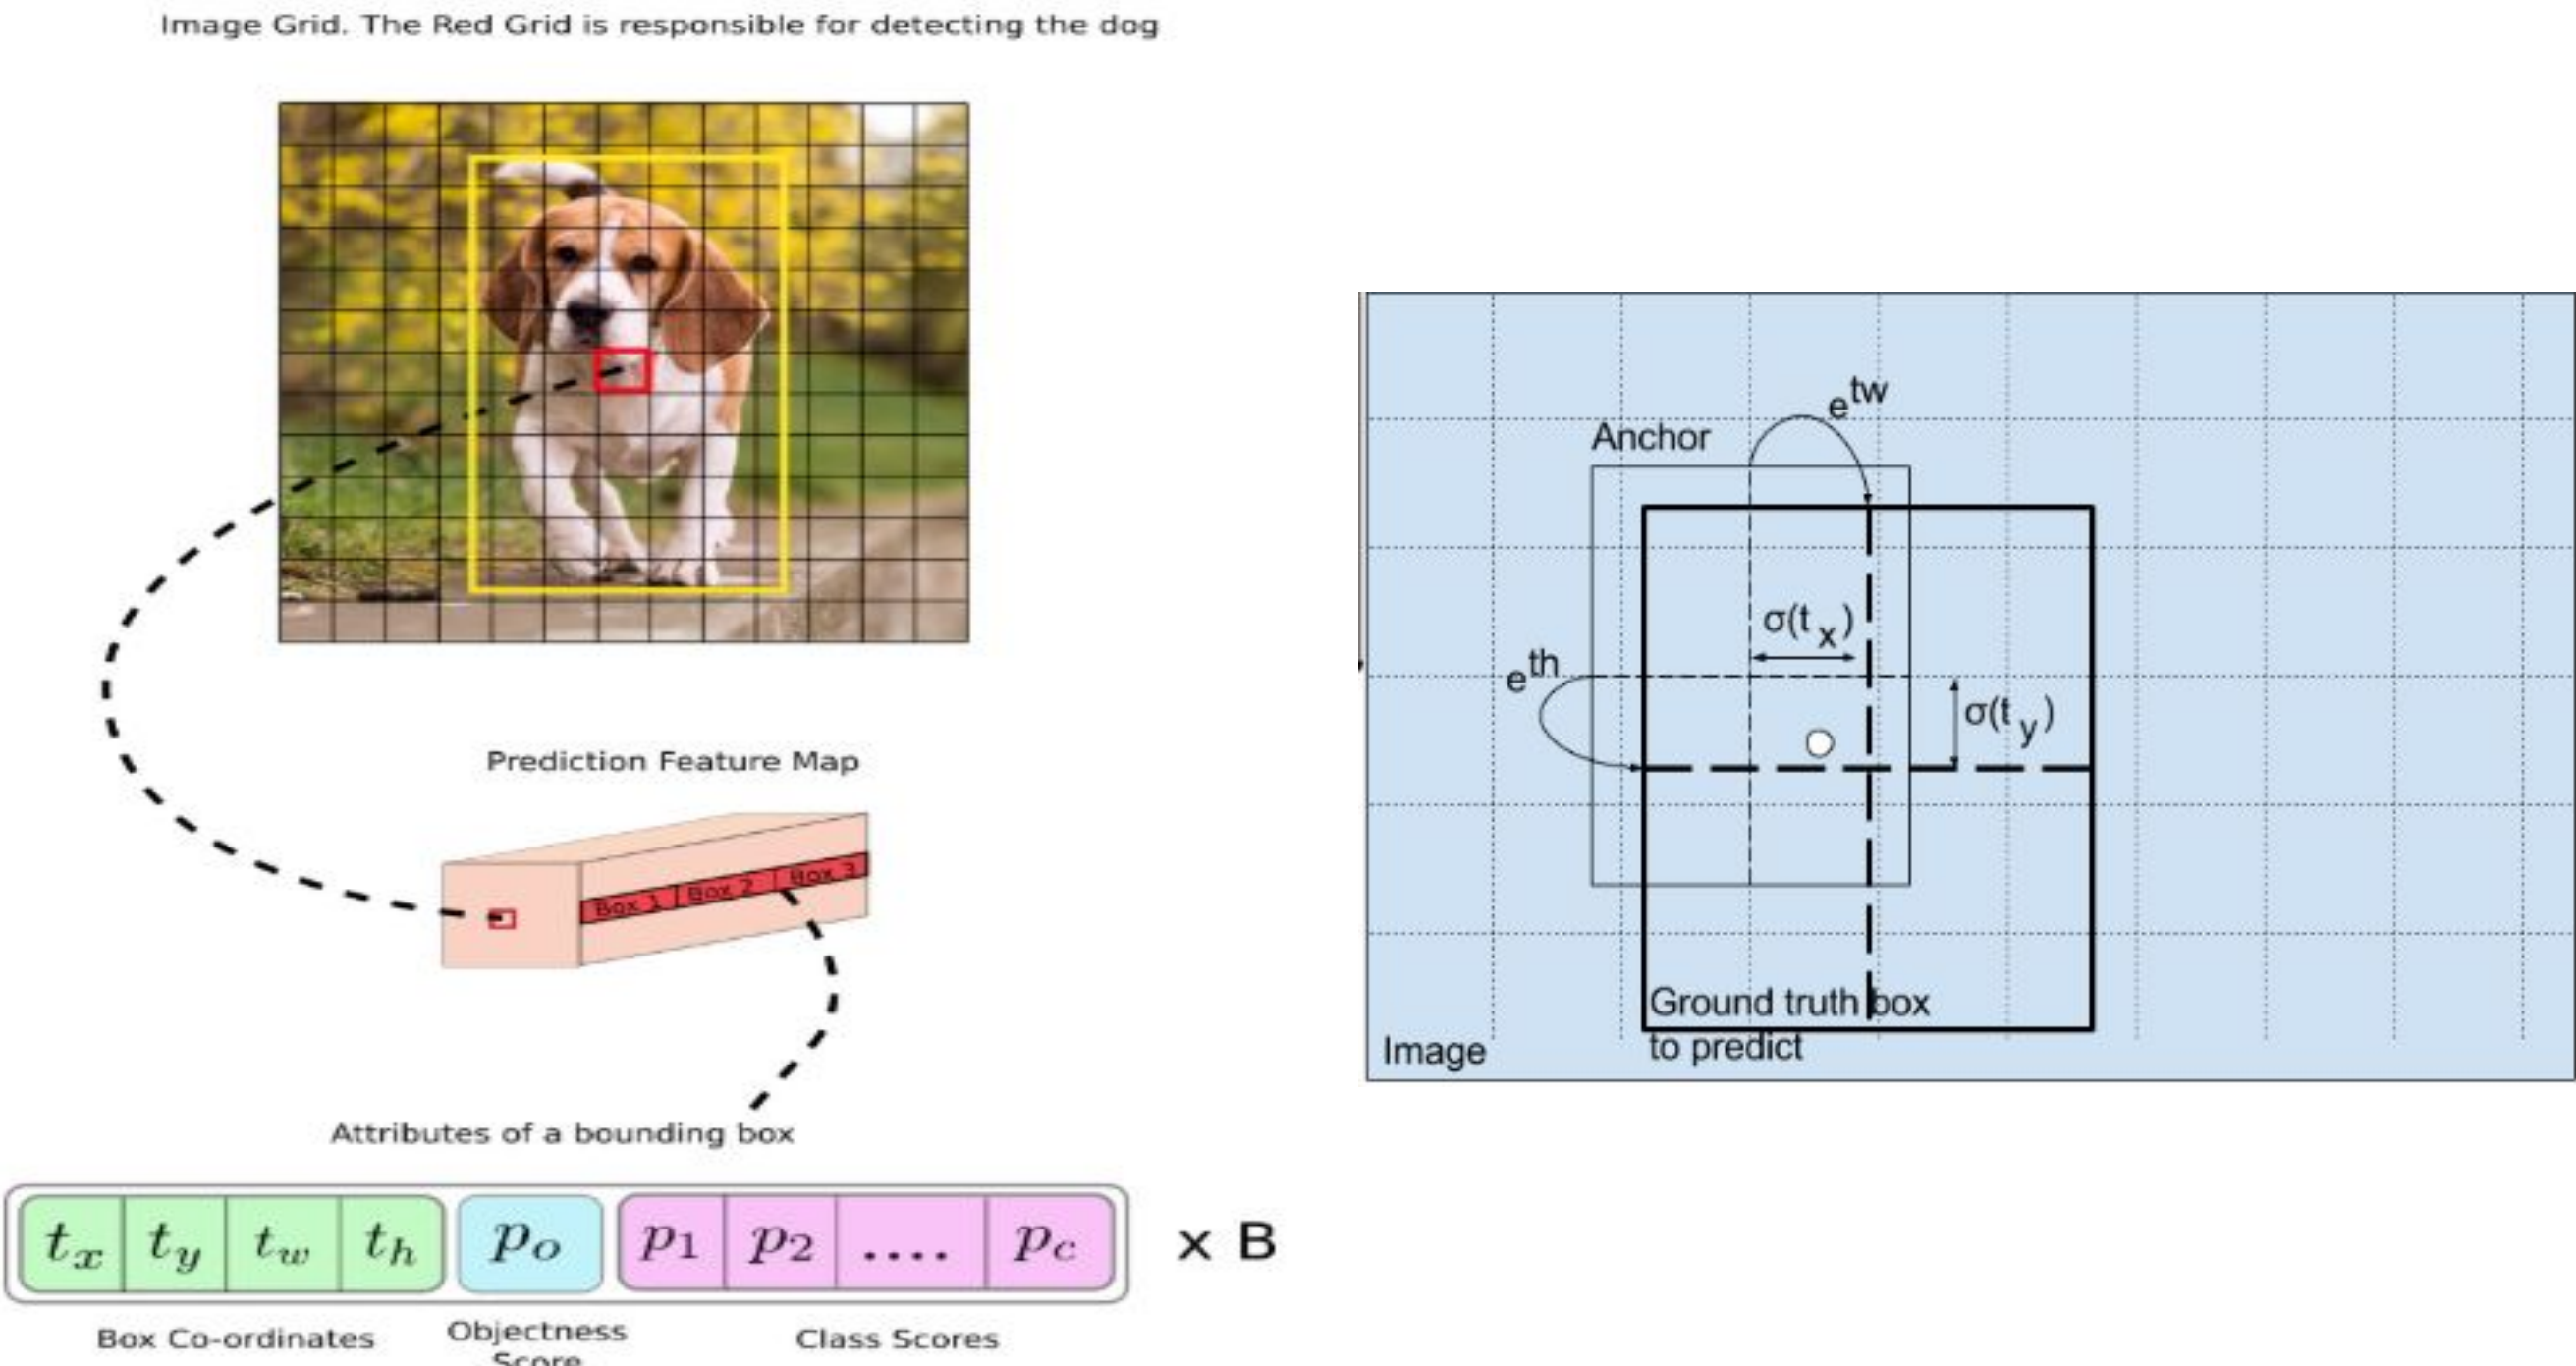 Image Grid. The Red Grid is responsible for detecting the dog
Prediction Feature Map
Box 1 Box 2 Box 3
Attributes of a bounding box
t_x t_y t_w t_h p_o p_1 p_2 .... p_c x B
Box Co-ordinates
Objectness
Score
Class Scores
e^tw
Anchor
σ(t_x)
e^th
σ(t_y)
Ground truth box
to predict
Image